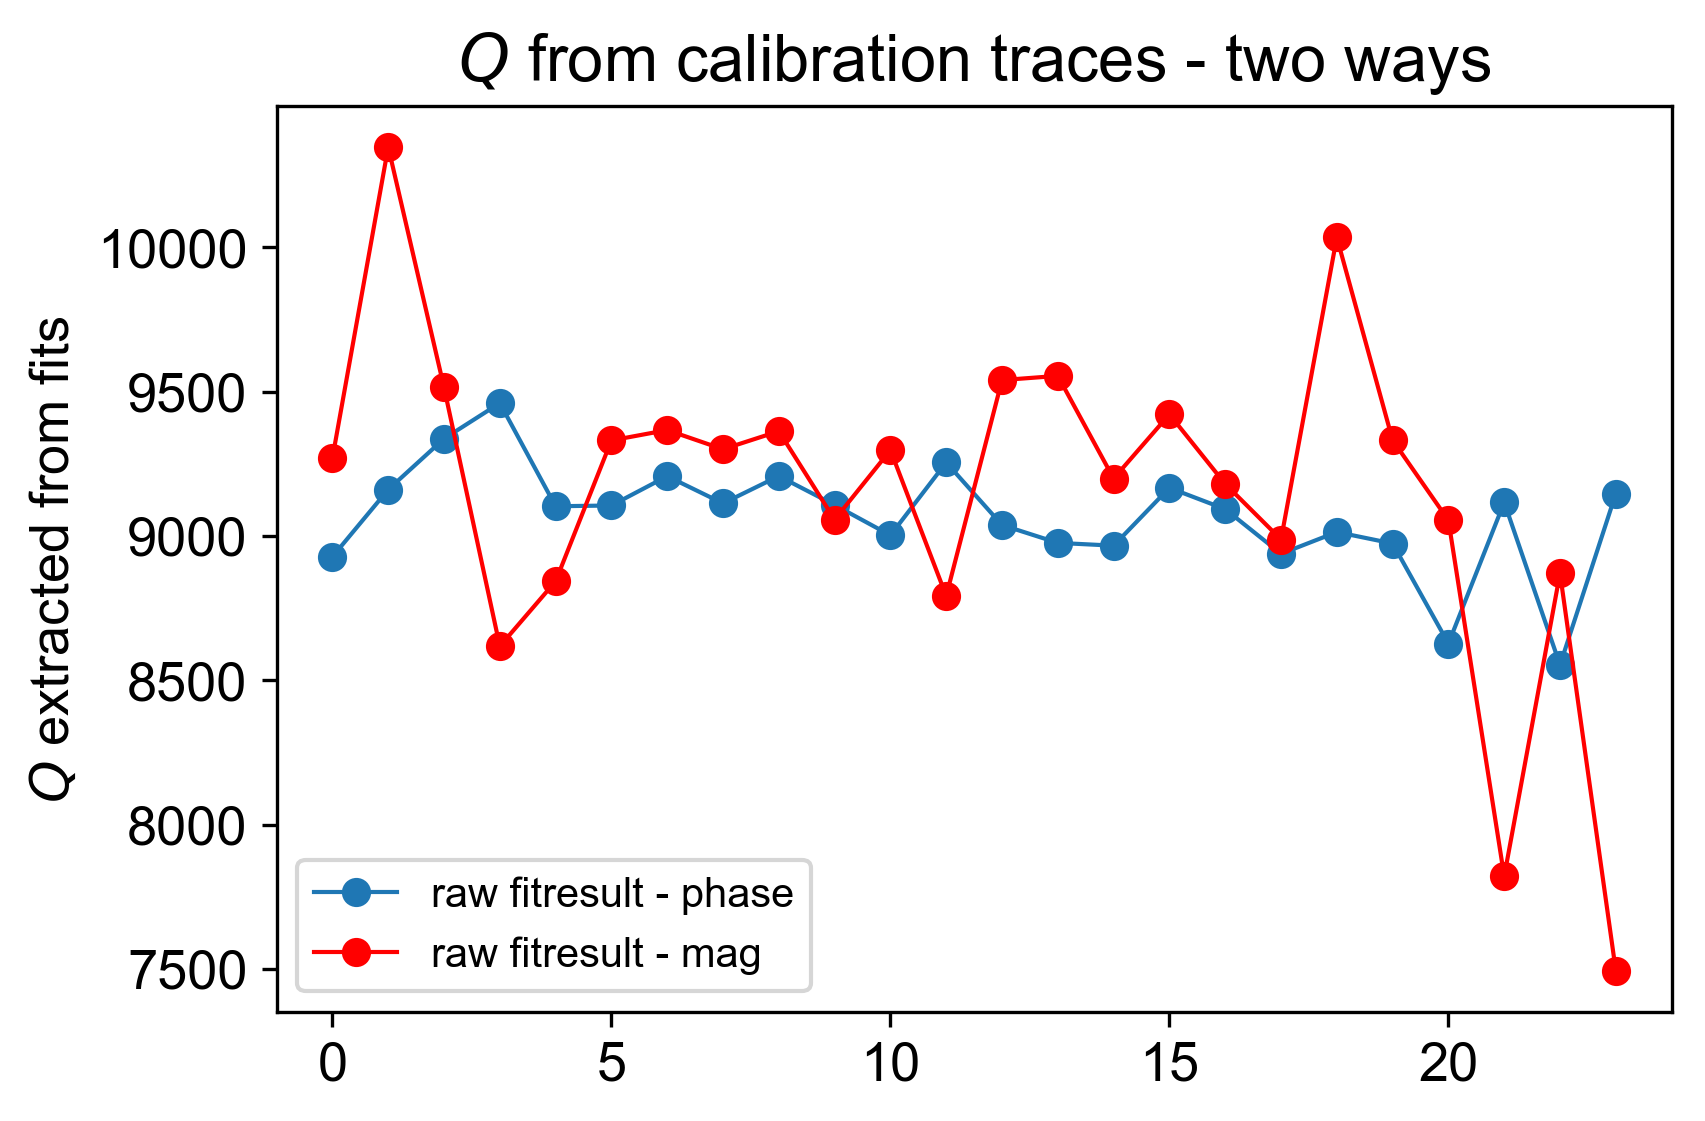 Q from calibration traces - two ways
Q extracted from fits
10000
9500
9000
8500
8000
7500
raw fitresult - phase
raw fitresult - mag
0 5 10 15 20